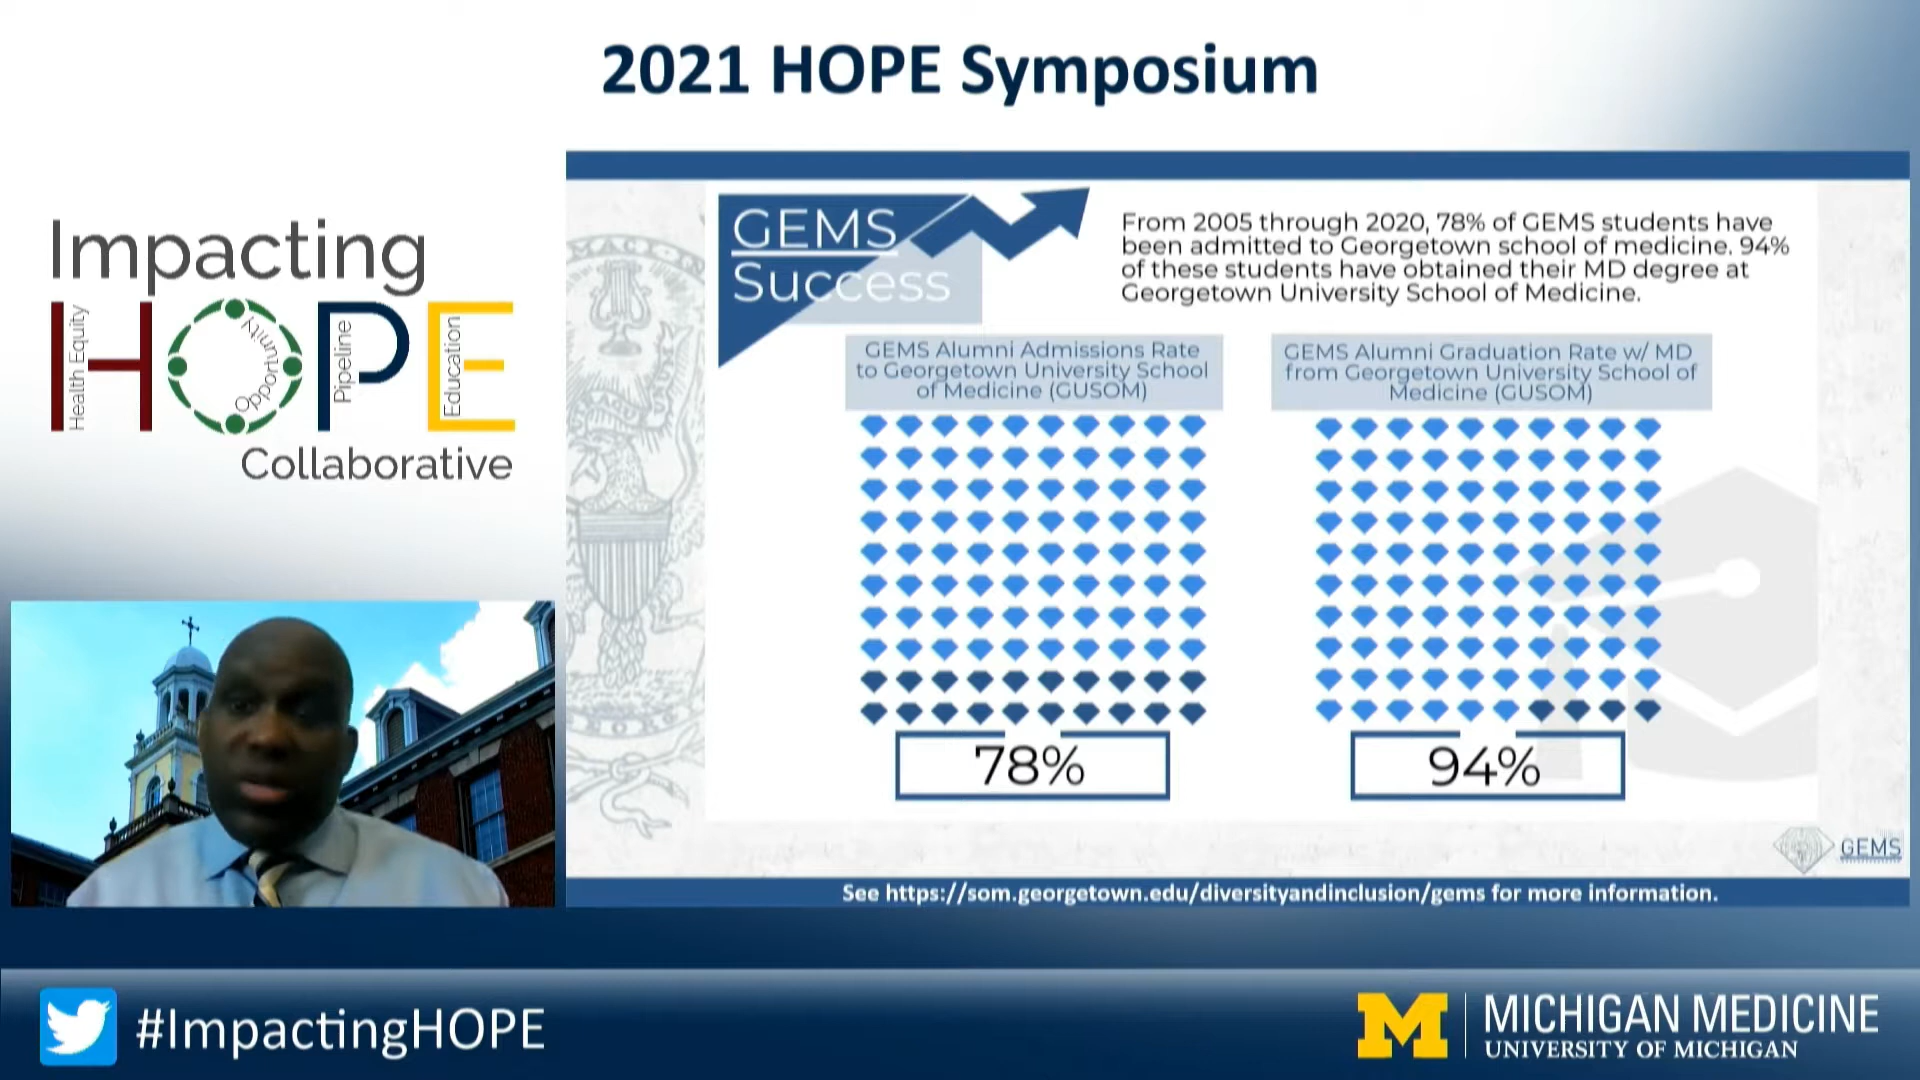 2021 HOPE Symposium
Impacting
HOPE
Health Equity
Opportunity
Pipeline
Education
Collaborative
GEMS
Success
From 2005 through 2020, 78% of GEMS students have
been admitted to Georgetown school of medicine. 94%
of these students have obtained their MD degree at
Georgetown University School of Medicine.
GEMS Alumni Admissions Rate
to Georgetown University School
of Medicine (GUSOM)
78%
GEMS Alumni Graduation Rate w/ MD
from Georgetown University School of
Medicine (GUSOM)
94%
GEMS
See https://som.georgetown.edu/diversityandinclusion/gems for more information.
#ImpactingHOPE
M
MICHIGAN MEDICINE
UNIVERSITY OF MICHIGAN